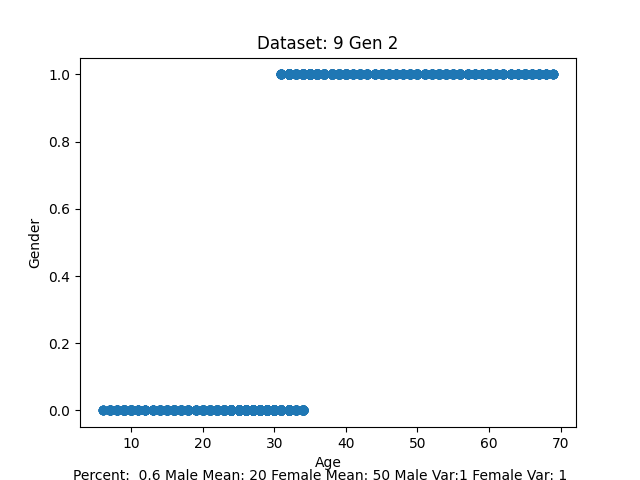 Dataset: 9 Gen 2
1.0
0.8
0.6
0.4
0.2
0.0
Gender
10 20 30 40 50 60 70
Age
Percent:  0.6 Male Mean: 20 Female Mean: 50 Male Var:1 Female Var: 1